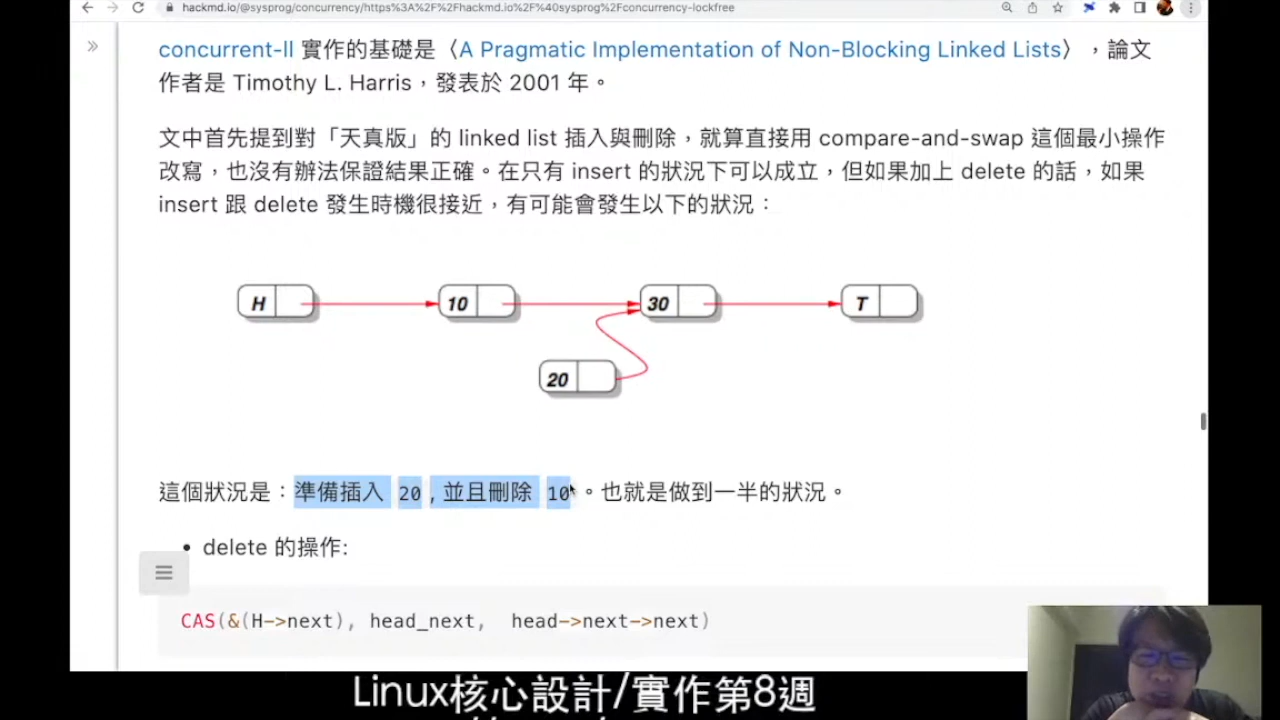 hackmd.io/@sysprog/concurrency/https%3A%2F%2Fhackmd.io%2F%40sysprog%2Fconcurrency-lockfree
concurrent-ll 實作的基礎是〈A Pragmatic Implementation of Non-Blocking Linked Lists〉，論文
作者是 Timothy L. Harris，發表於 2001 年。
文中首先提到對「天真版」的 linked list 插入與刪除，就算直接用 compare-and-swap 這個最小操作
改寫，也沒有辦法保證結果正確。在只有 insert 的狀況下可以成立，但如果加上 delete 的話，如果
insert 跟 delete 發生時機很接近，有可能會發生以下的狀況：
H 10 30 T
20
這個狀況是：準備插入 20 , 並且刪除 10。也就是做到一半的狀況。
• delete 的操作:
CAS(&(H->next), head_next,  head->next->next)
Linux核心設計/實作第8週